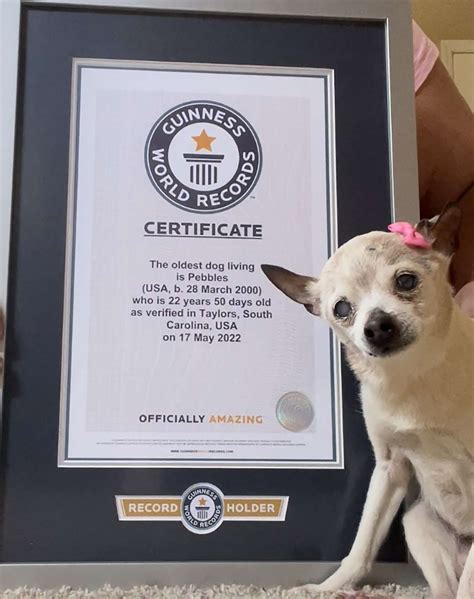 GUINNESS
WORLD RECORDS
CERTIFICATE
The oldest dog living
is Pebbles
(USA, b. 28 March 2000)
who is 22 years 50 days old
as verified in Taylors, South
Carolina, USA
on 17 May 2022
OFFICIALLY AMAZING
RECORD HOLDER
GUINNESS
WORLD RECORDS